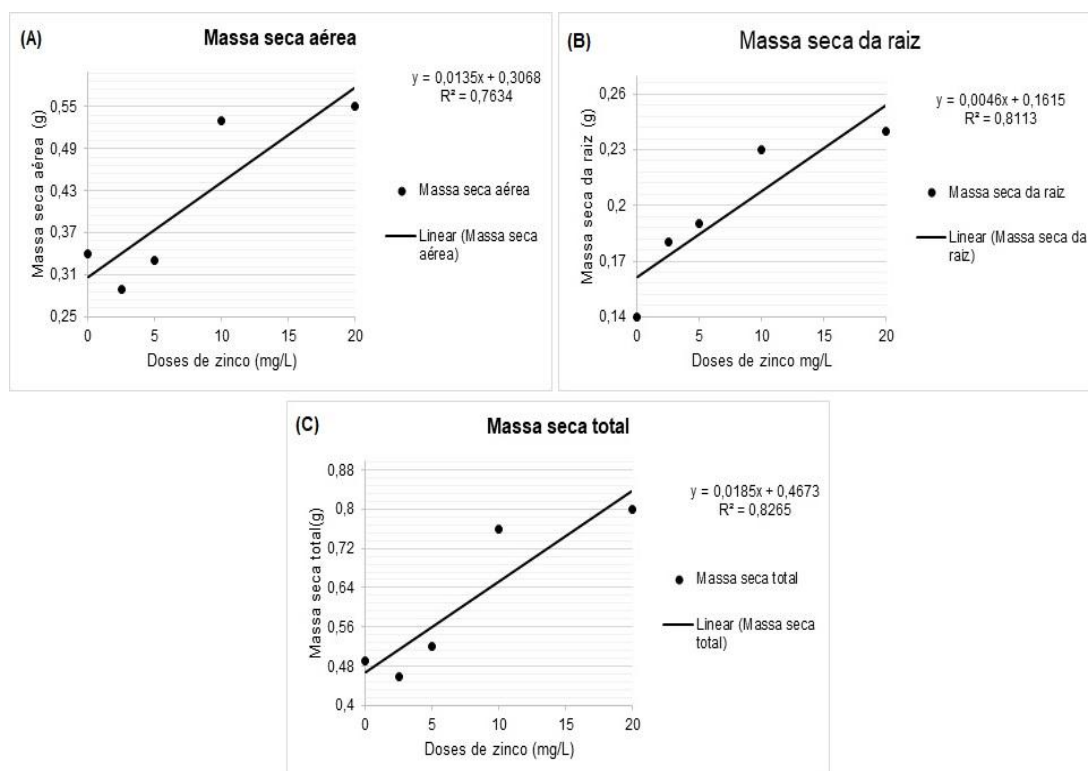 (A)
Massa seca aérea
y = 0,0135x + 0,3068
R² = 0,7634
Massa seca aérea (g)
0,55
0,49
0,43
0,37
0,31
0,25
0 5 10 15 20
Doses de zinco (mg/L)
Massa seca aérea
Linear (Massa seca
aérea)
(B)
Massa seca da raiz
y = 0,0046x + 0,1615
R² = 0,8113
Massa seca da raiz (g)
0,26
0,23
0,2
0,17
0,14
0 5 10 15 20
Doses de zinco mg/L
Massa seca da raiz
Linear (Massa seca da
raiz)
(C)
Massa seca total
y = 0,0185x + 0,4673
R² = 0,8265
Massa seca total(g)
0,88
0,8
0,72
0,64
0,56
0,48
0,4
0 5 10 15 20
Doses de zinco (mg/L)
Massa seca total
Linear (Massa seca
total)